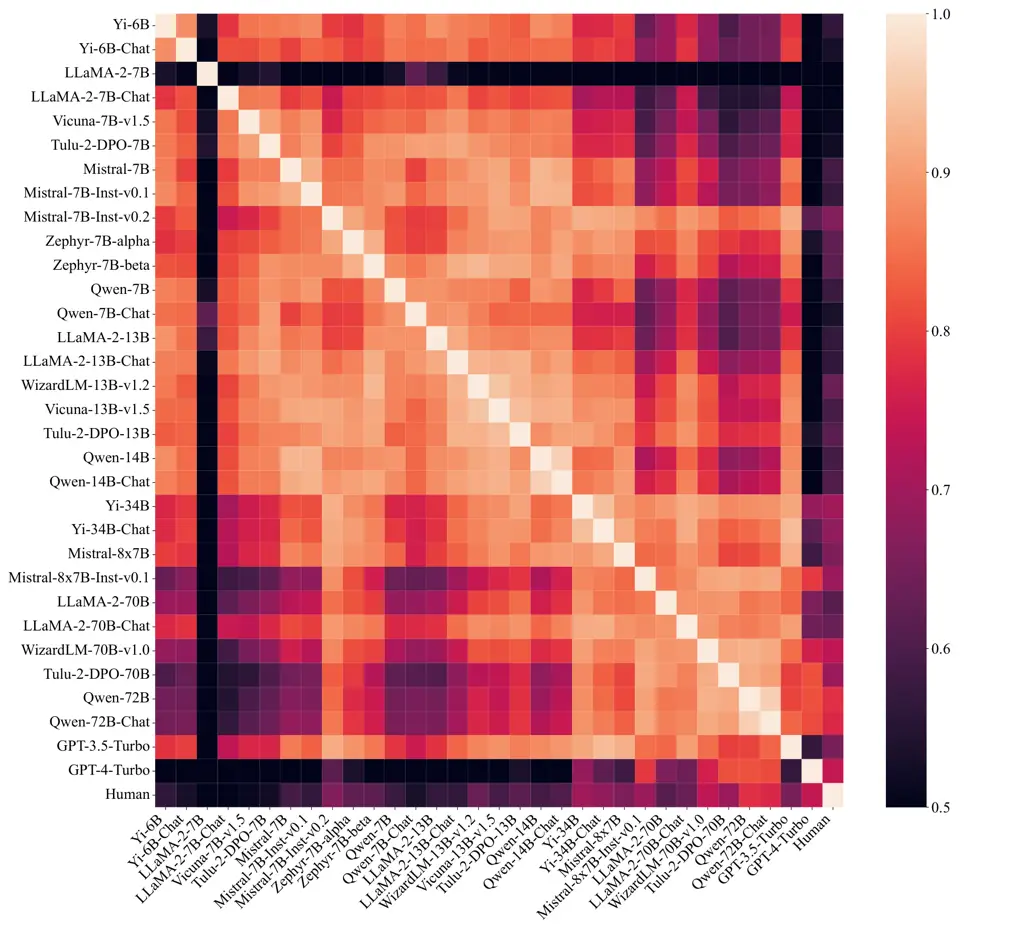 Yi-6B
Yi-6B-Chat
LLaMA-2-7B
LLaMA-2-7B-Chat
Vicuna-7B-v1.5
Tulu-2-DPO-7B
Mistral-7B
Mistral-7B-Inst-v0.1
Mistral-7B-Inst-v0.2
Zephyr-7B-alpha
Zephyr-7B-beta
Qwen-7B
Qwen-7B-Chat
LLaMA-2-13B
LLaMA-2-13B-Chat
WizardLM-13B-v1.2
Vicuna-13B-v1.5
Tulu-2-DPO-13B
Qwen-14B
Qwen-14B-Chat
Yi-34B
Yi-34B-Chat
Mistral-8x7B
Mistral-8x7B-Inst-v0.1
LLaMA-2-70B
LLaMA-2-70B-Chat
WizardLM-70B-v1.0
Tulu-2-DPO-70B
Qwen-72B
Qwen-72B-Chat
GPT-3.5-Turbo
GPT-4-Turbo
Human
Yi-6B
Yi-6B-Chat
LLaMA-2-7B
LLaMA-2-7B-Chat
Vicuna-7B-v1.5
Tulu-2-DPO-7B
Mistral-7B
Mistral-7B-Inst-v0.1
Mistral-7B-Inst-v0.2
Zephyr-7B-alpha
Zephyr-7B-beta
Qwen-7B
Qwen-7B-Chat
LLaMA-2-13B
LLaMA-2-13B-Chat
WizardLM-13B-v1.2
Vicuna-13B-v1.5
Tulu-2-DPO-13B
Qwen-14B
Qwen-14B-Chat
Yi-34B
Yi-34B-Chat
Mistral-8x7B
Mistral-8x7B-Inst-v0.1
LLaMA-2-70B
LLaMA-2-70B-Chat
WizardLM-70B-v1.0
Tulu-2-DPO-70B
Qwen-72B
Qwen-72B-Chat
GPT-3.5-Turbo
GPT-4-Turbo
Human
1.0
0.9
0.8
0.7
0.6
0.5